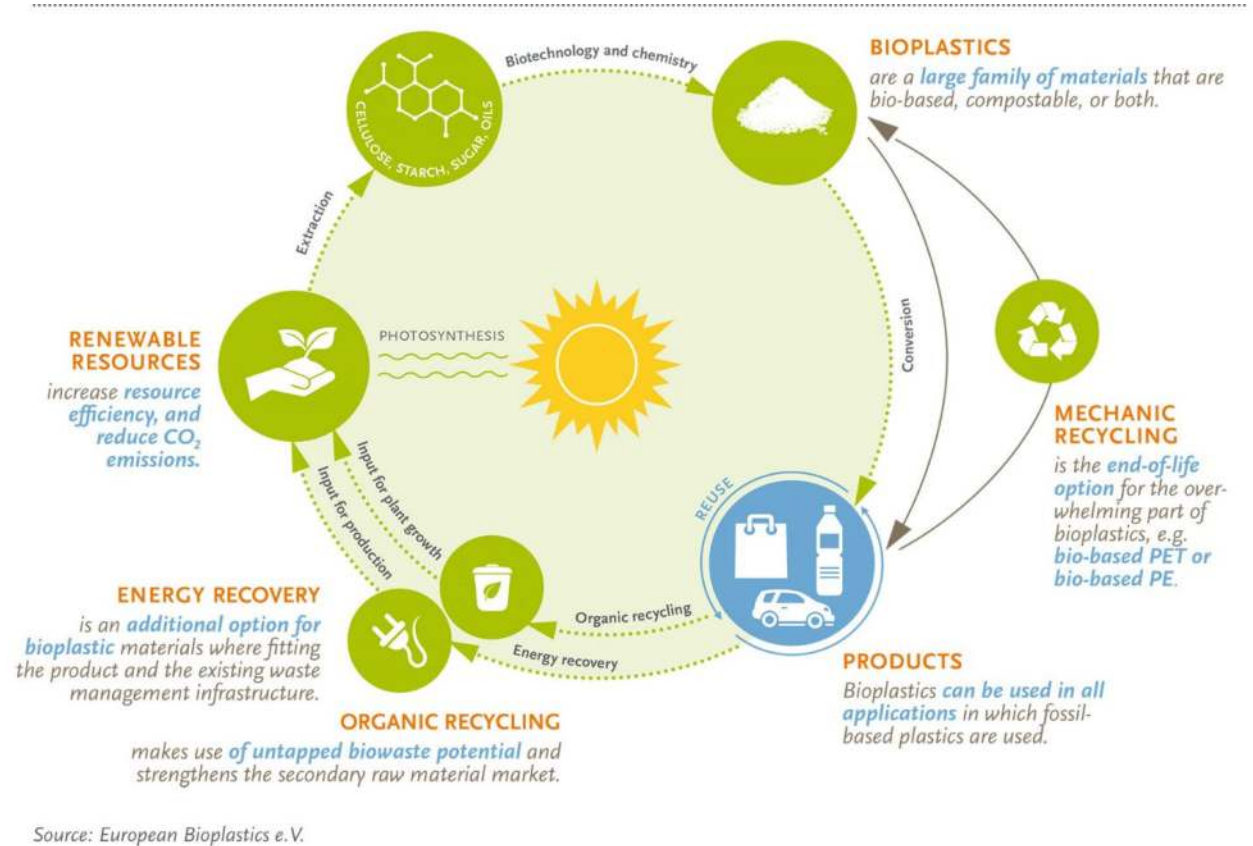 Biotechnology and chemistry
CELLULOSE, STARCH, SUGAR, OILS
BIOPLASTICS
are a large family of materials that are
bio-based, compostable, or both.
Extraction
Conversion
PHOTOSYNTHESIS
RENEWABLE
RESOURCES
increase resource
efficiency, and
reduce CO₂
emissions.
MECHANIC
RECYCLING
is the end-of-life
option for the over-
whelming part of
bioplastics, e.g.
bio-based PET or
bio-based PE.
Input for plant growth
Input for production
REUSE
ENERGY RECOVERY
is an additional option for
bioplastic materials where fitting
the product and the existing waste
management infrastructure.
Organic recycling
Energy recovery
PRODUCTS
Bioplastics can be used in all
applications in which fossil-
based plastics are used.
ORGANIC RECYCLING
makes use of untapped biowaste potential and
strengthens the secondary raw material market.
Source: European Bioplastics e.V.